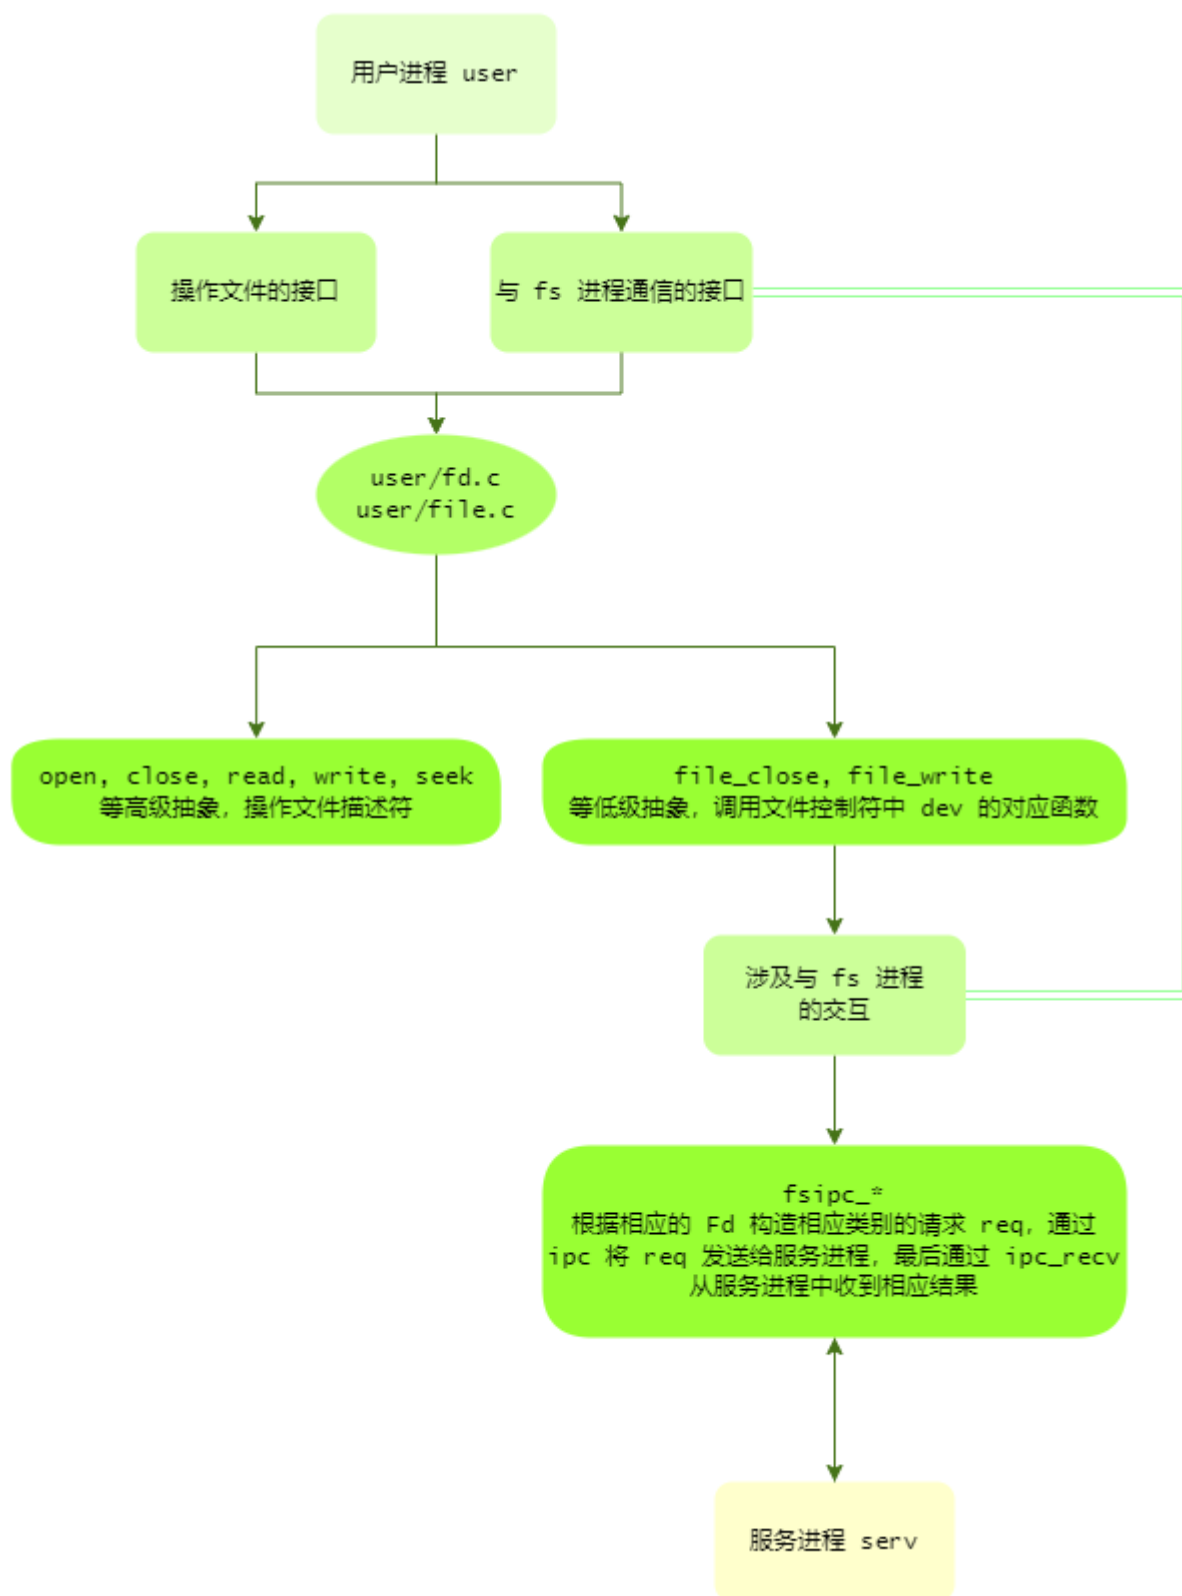 用户进程 user
操作文件的接口
与 fs 进程通信的接口
user/fd.c
user/file.c
open, close, read, write, seek
等高级抽象，操作文件描述符
file_close, file_write
等低级抽象，调用文件控制符中 dev 的对应函数
涉及与 fs 进程
的交互
fsipc_*
根据相应的 Fd 构造相应类别的请求 req，通过
ipc 将 req 发送给服务进程，最后通过 ipc_recv
从服务进程中收到相应结果
服务进程 serv